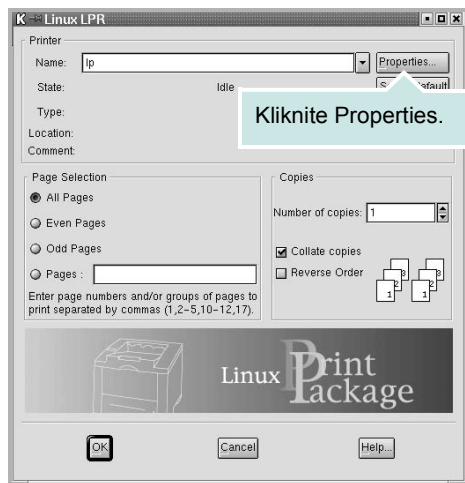 Linux LPR
Printer
Name: lp Properties...
State: Idle
Kliknite Properties.
Type:
Location:
Comment:
Page Selection
All Pages
Even Pages
Odd Pages
Pages :
Enter page numbers and/or groups of pages to
print separated by commas (1,2-5,10-12,17).
Copies
Number of copies: 1
Collate copies
Reverse Order
Linux Print
Package
OK Cancel Help...